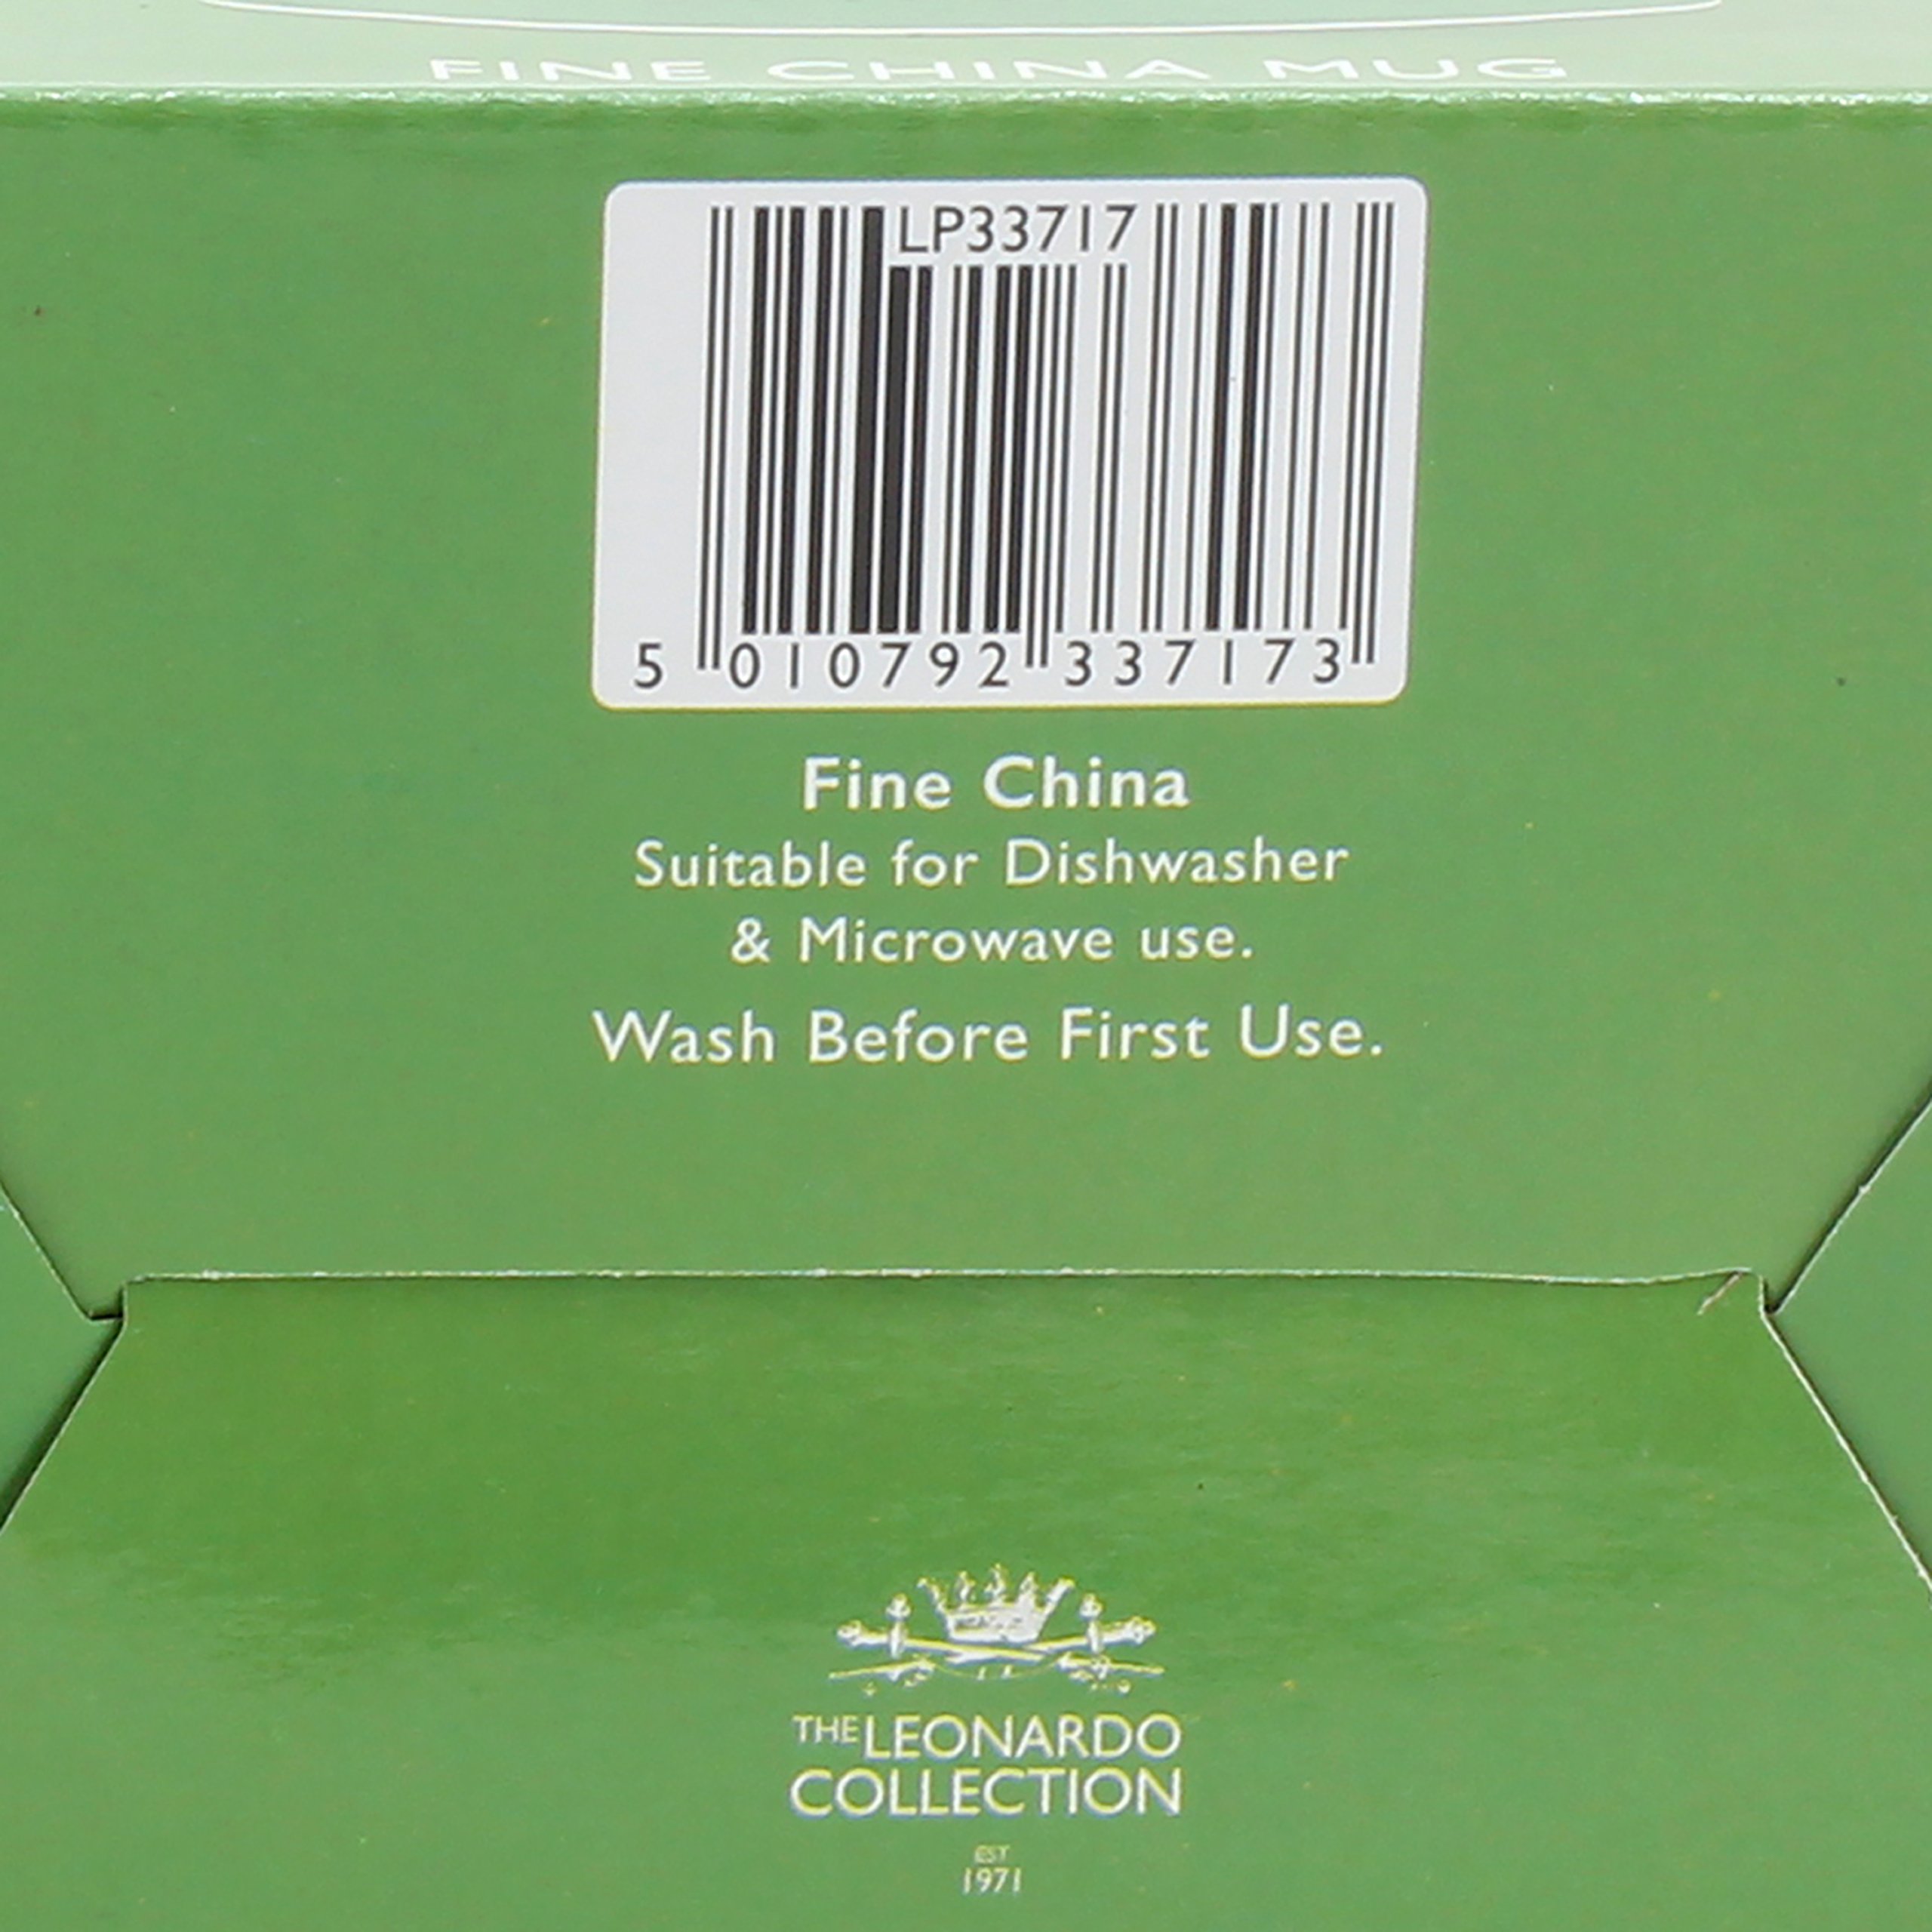 FINE CHINA MUG
LP33717
5 010792 337173
Fine China
Suitable for Dishwasher
& Microwave use.
Wash Before First Use.
THE LEONARDO
COLLECTION
EST
1971